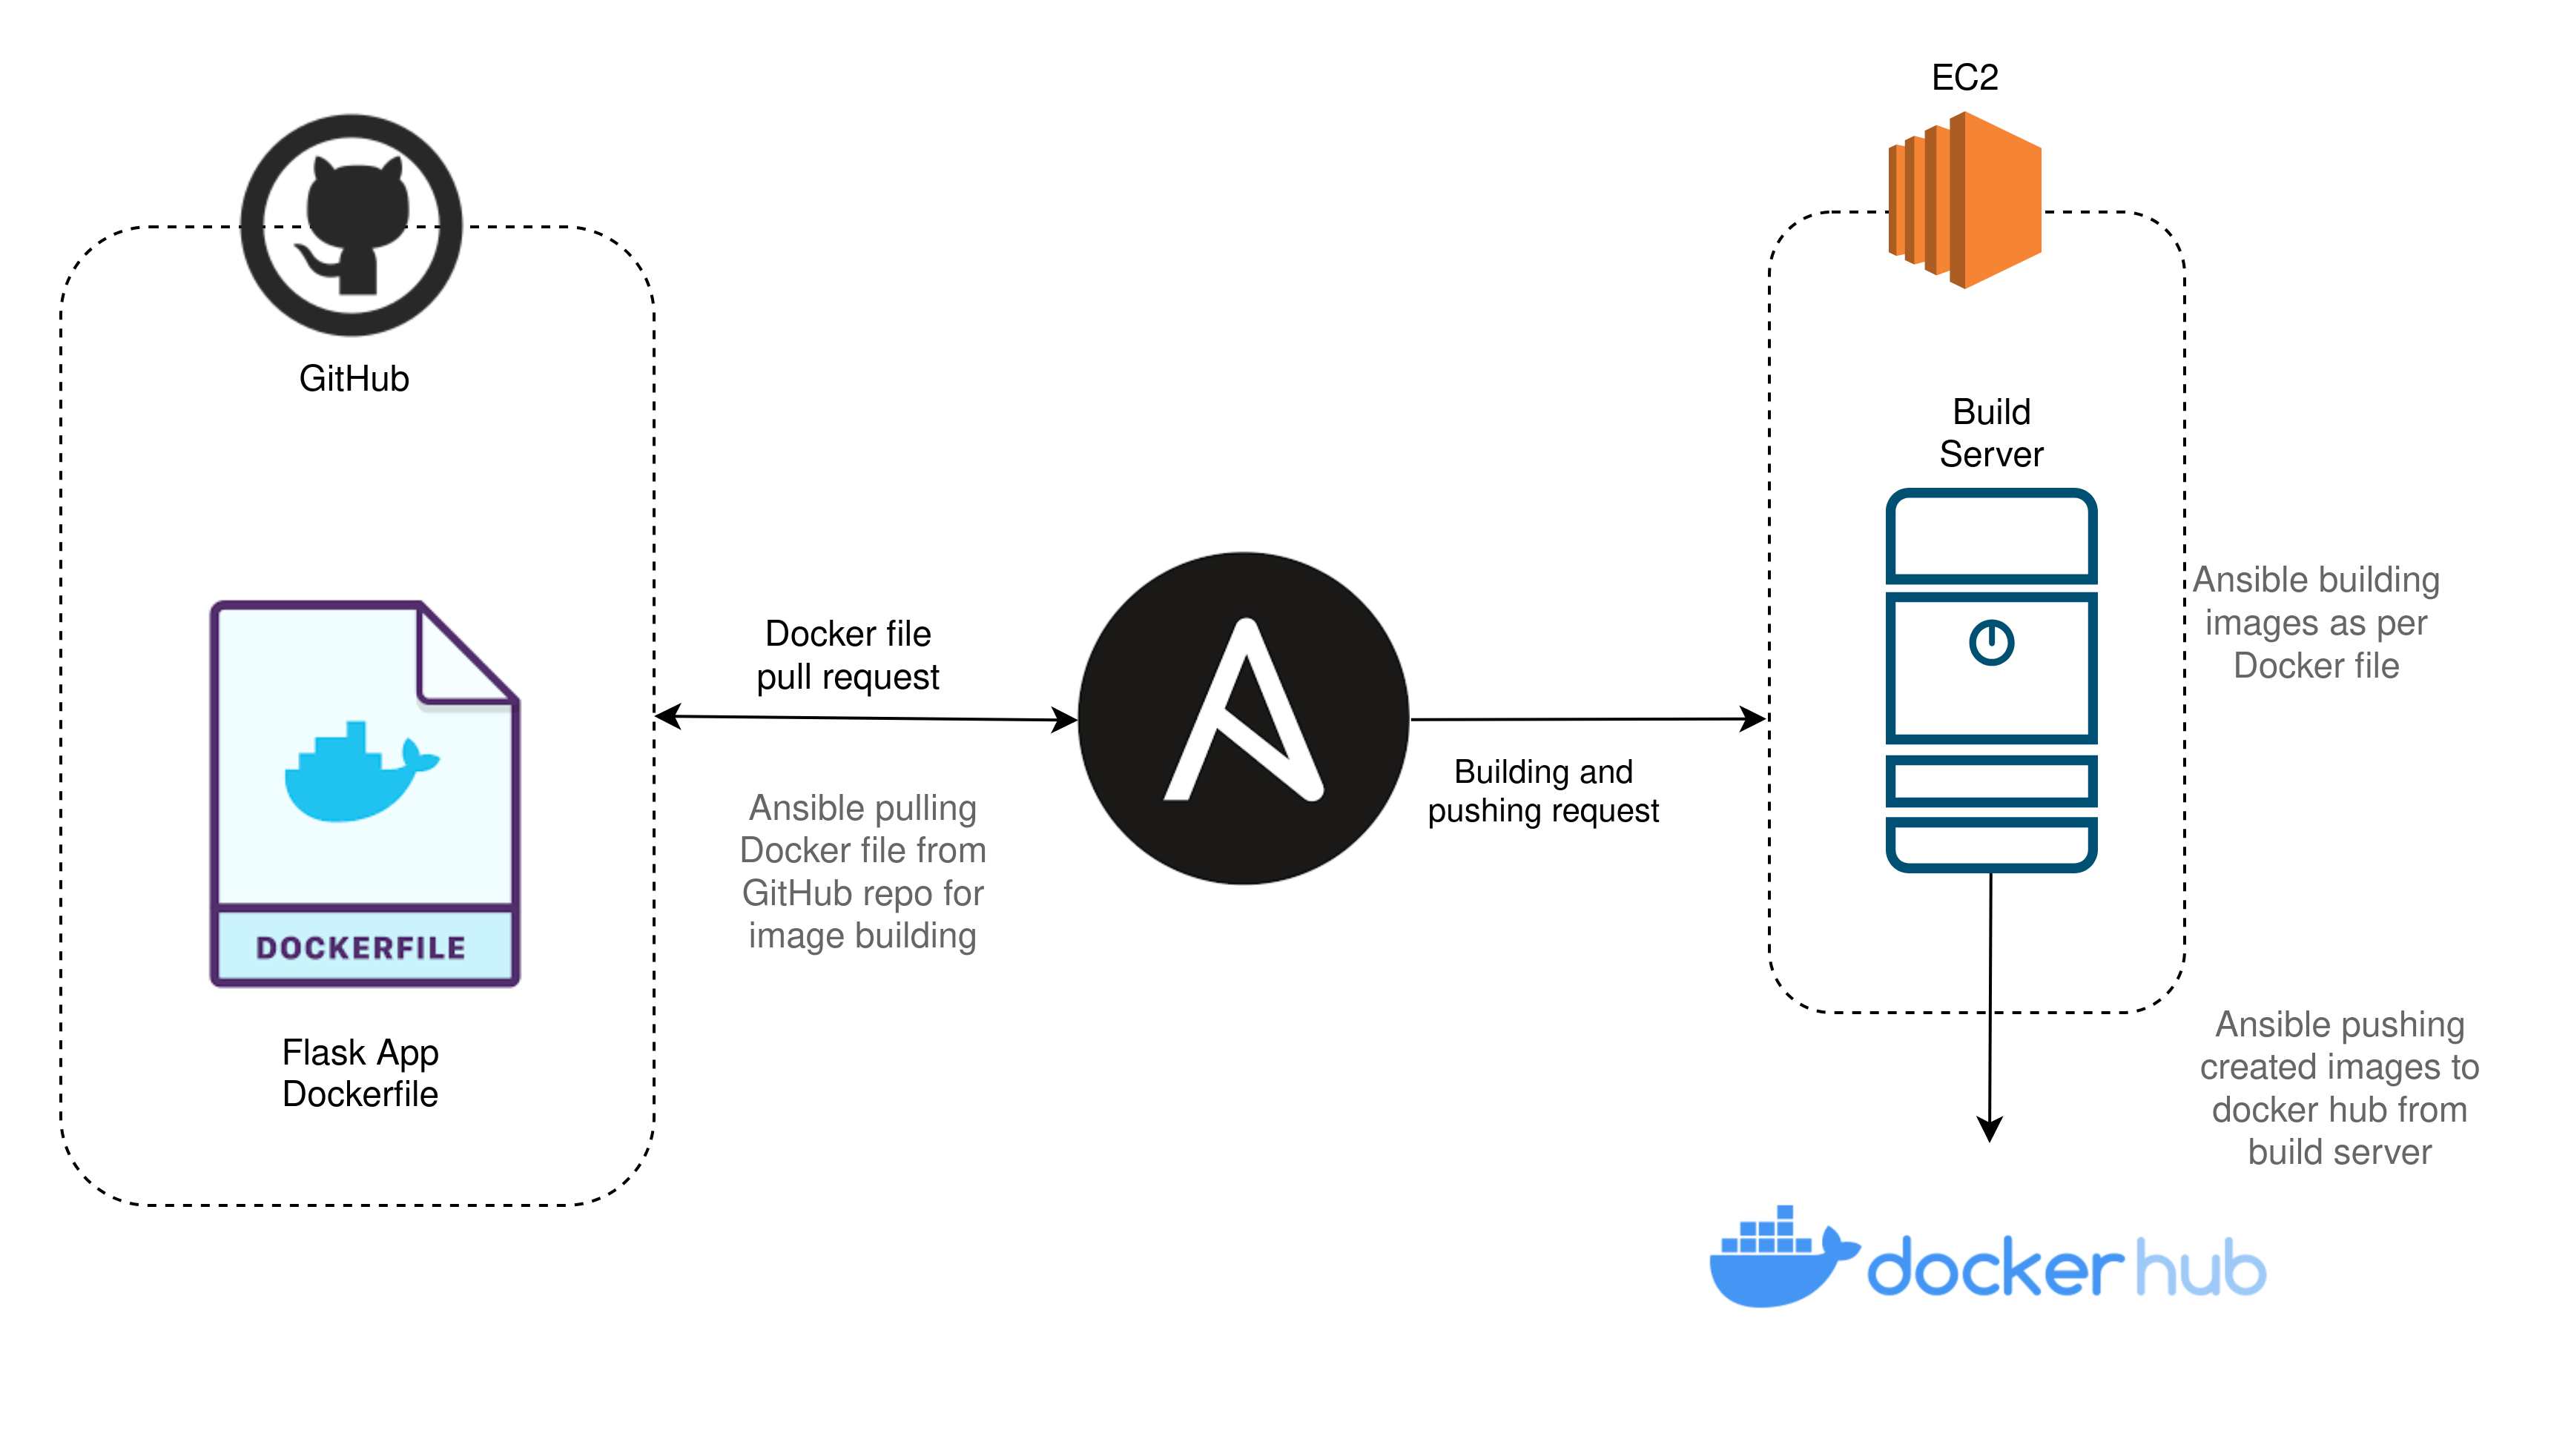 EC2
GitHub
Build
Server
Docker file
pull request
Ansible pulling
Docker file from
GitHub repo for
image building
DOCKERFILE
Flask App
Dockerfile
Building and
pushing request
Ansible building
images as per
Docker file
Ansible pushing
created images to
docker hub from
build server
docker hub